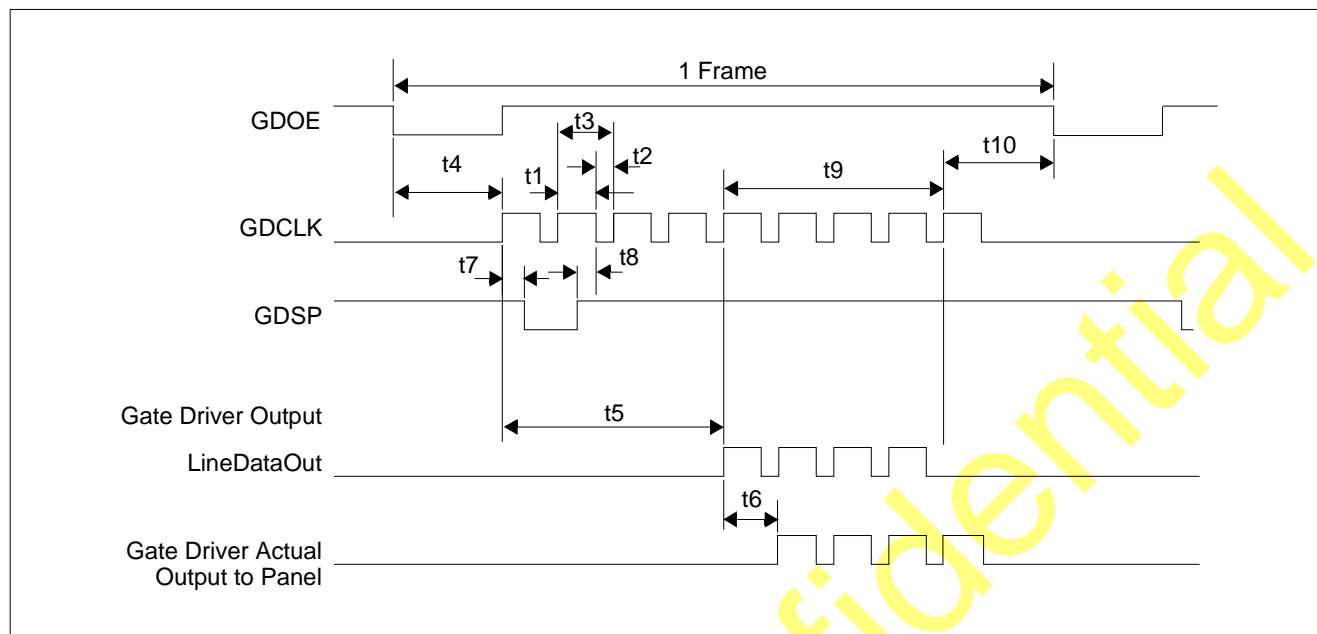 1 Frame
GDOE
t3
t4
t1
t2
t9
t10
GDCLK
t7
t8
GDSP
Gate Driver Output
t5
LineDataOut
t6
Gate Driver Actual
Output to Panel
fidential